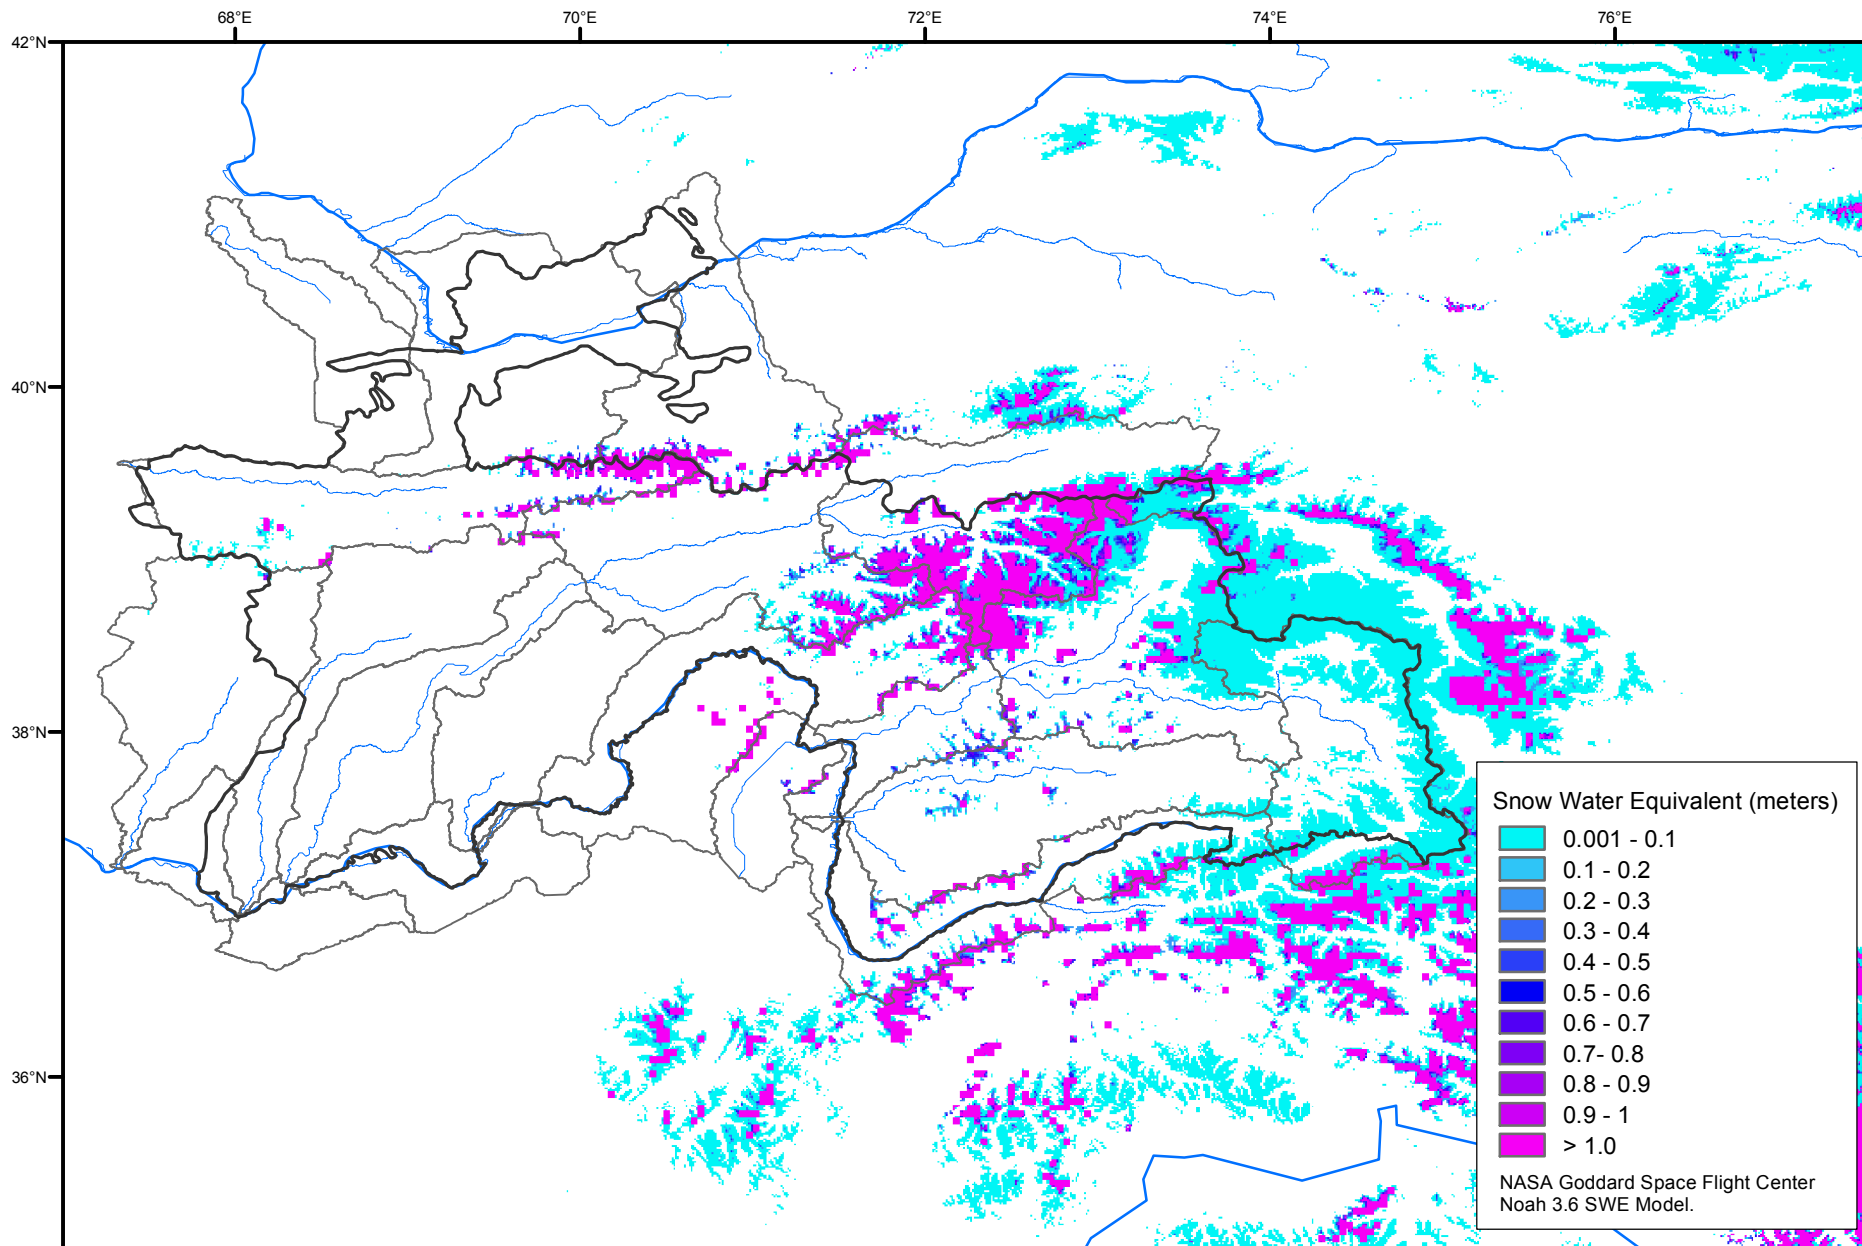 68°E 70°E 72°E 74°E 76°E
42°N
40°N
38°N
36°N
Snow Water Equivalent (meters)
0.001 - 0.1
0.1 - 0.2
0.2 - 0.3
0.3 - 0.4
0.4 - 0.5
0.5 - 0.6
0.6 - 0.7
0.7- 0.8
0.8 - 0.9
0.9 - 1
> 1.0
NASA Goddard Space Flight Center
Noah 3.6 SWE Model.